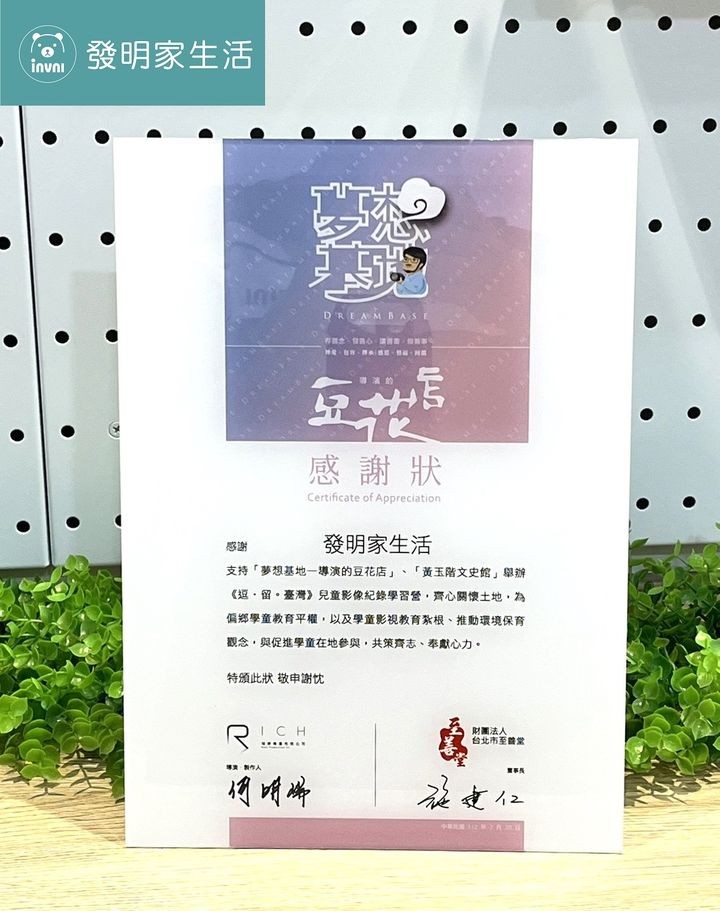 invni
發明家生活
夢想
基地
DREAMBASE
導演的
豆花店
感謝狀
Certificate of Appreciation
感謝 發明家生活
支持「夢想基地－導演的豆花店」、「黃玉階文史館」舉辦
《逗．留。臺灣》兒童影像紀錄學習營，齊心關懷土地，為
偏鄉學童教育平權，以及學童影視教育紮根、推動環境保育
觀念，與促進學童在地參與，共策齊志、奉獻心力。
特頒此狀 敬申謝忱
RICH
導演．製作人
至善堂
財團法人
台北市至善堂
董事長